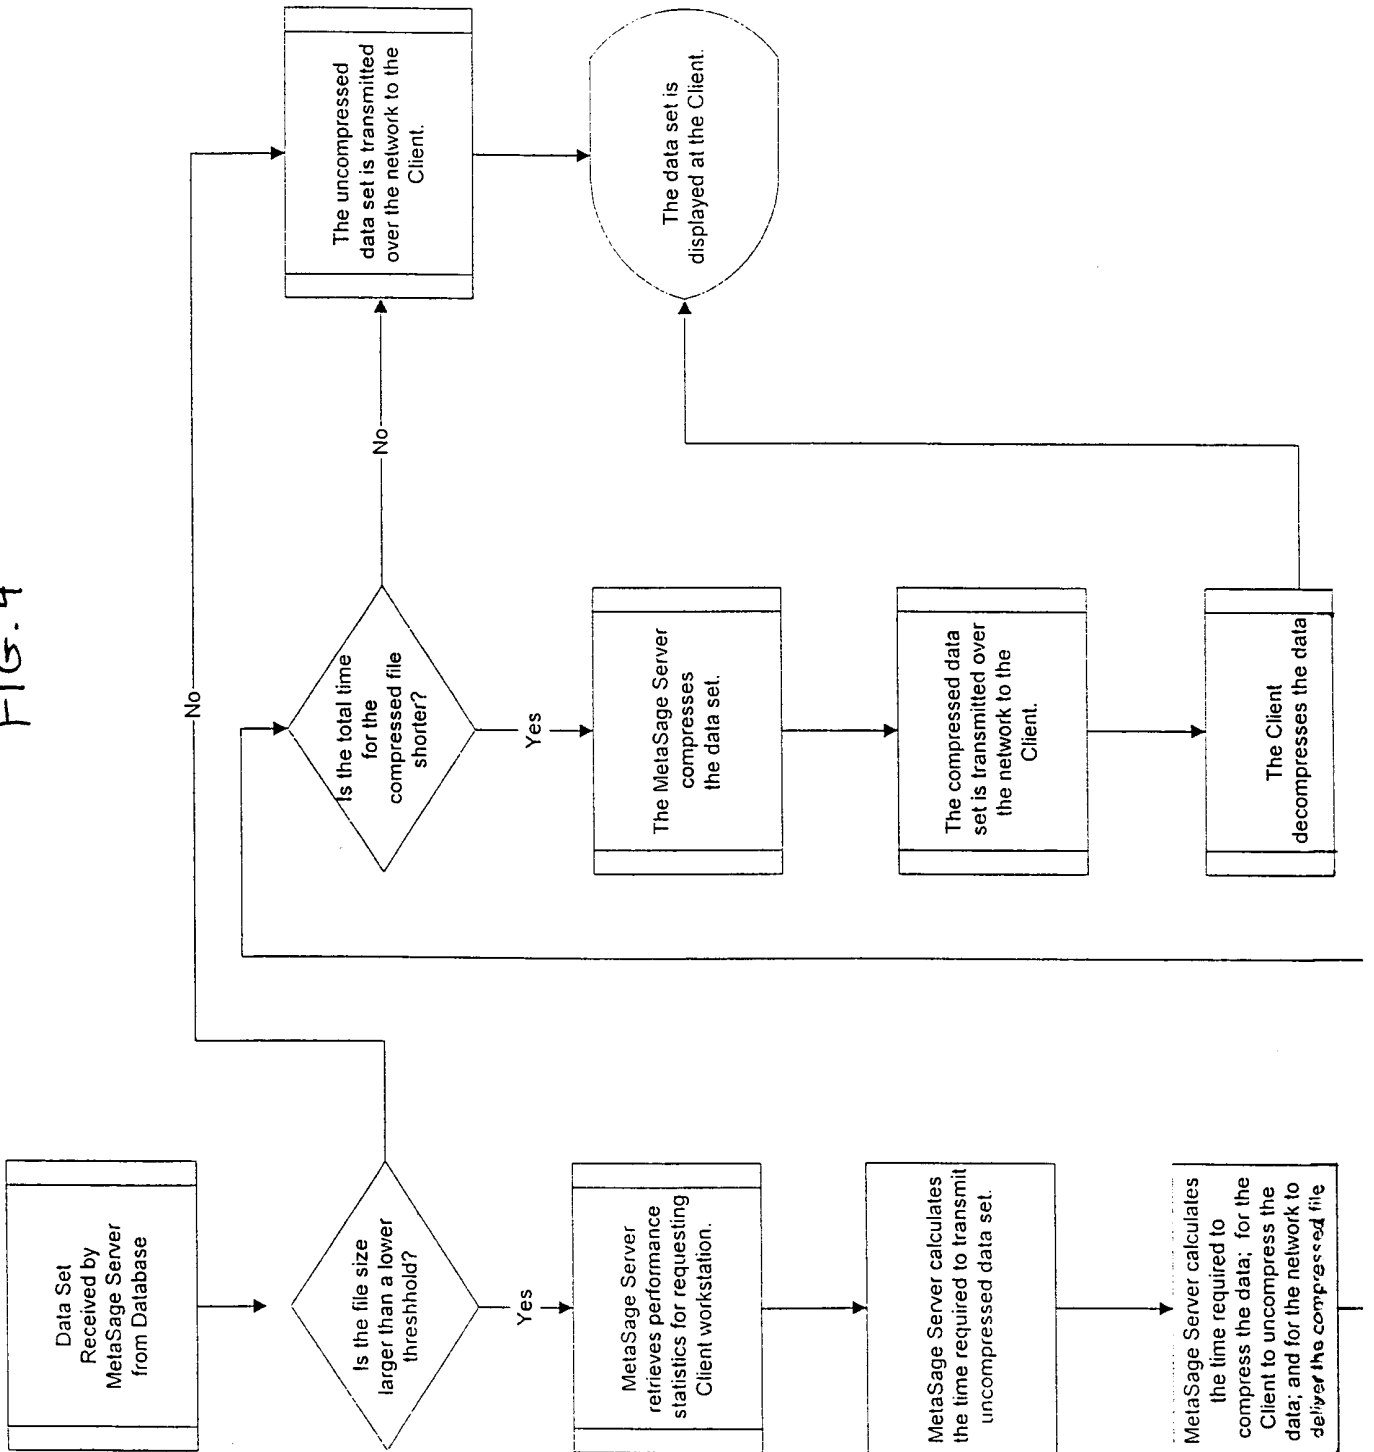 FIG. 4
Data Set
Received by
MetaSage Server
from Database
Is the file size
larger than a lower
threshhold?
No
Yes
MetaSage Server
retrieves performance
statistics for requesting
Client workstation.
MetaSage Server calculates
the time required to transmit
uncompressed data set.
MetaSage Server calculates
the time required to
compress the data; for the
Client to uncompress the
data; and for the network to
deliver the compressed file
Is the total time
for the
compressed file
shorter?
No
Yes
The MetaSage Server
compresses
the data set.
The compressed data
set is transmitted over
the network to the
Client.
The Client
decompresses the data
The uncompressed
data set is transmitted
over the network to the
Client.
The data set is
displayed at the Client.